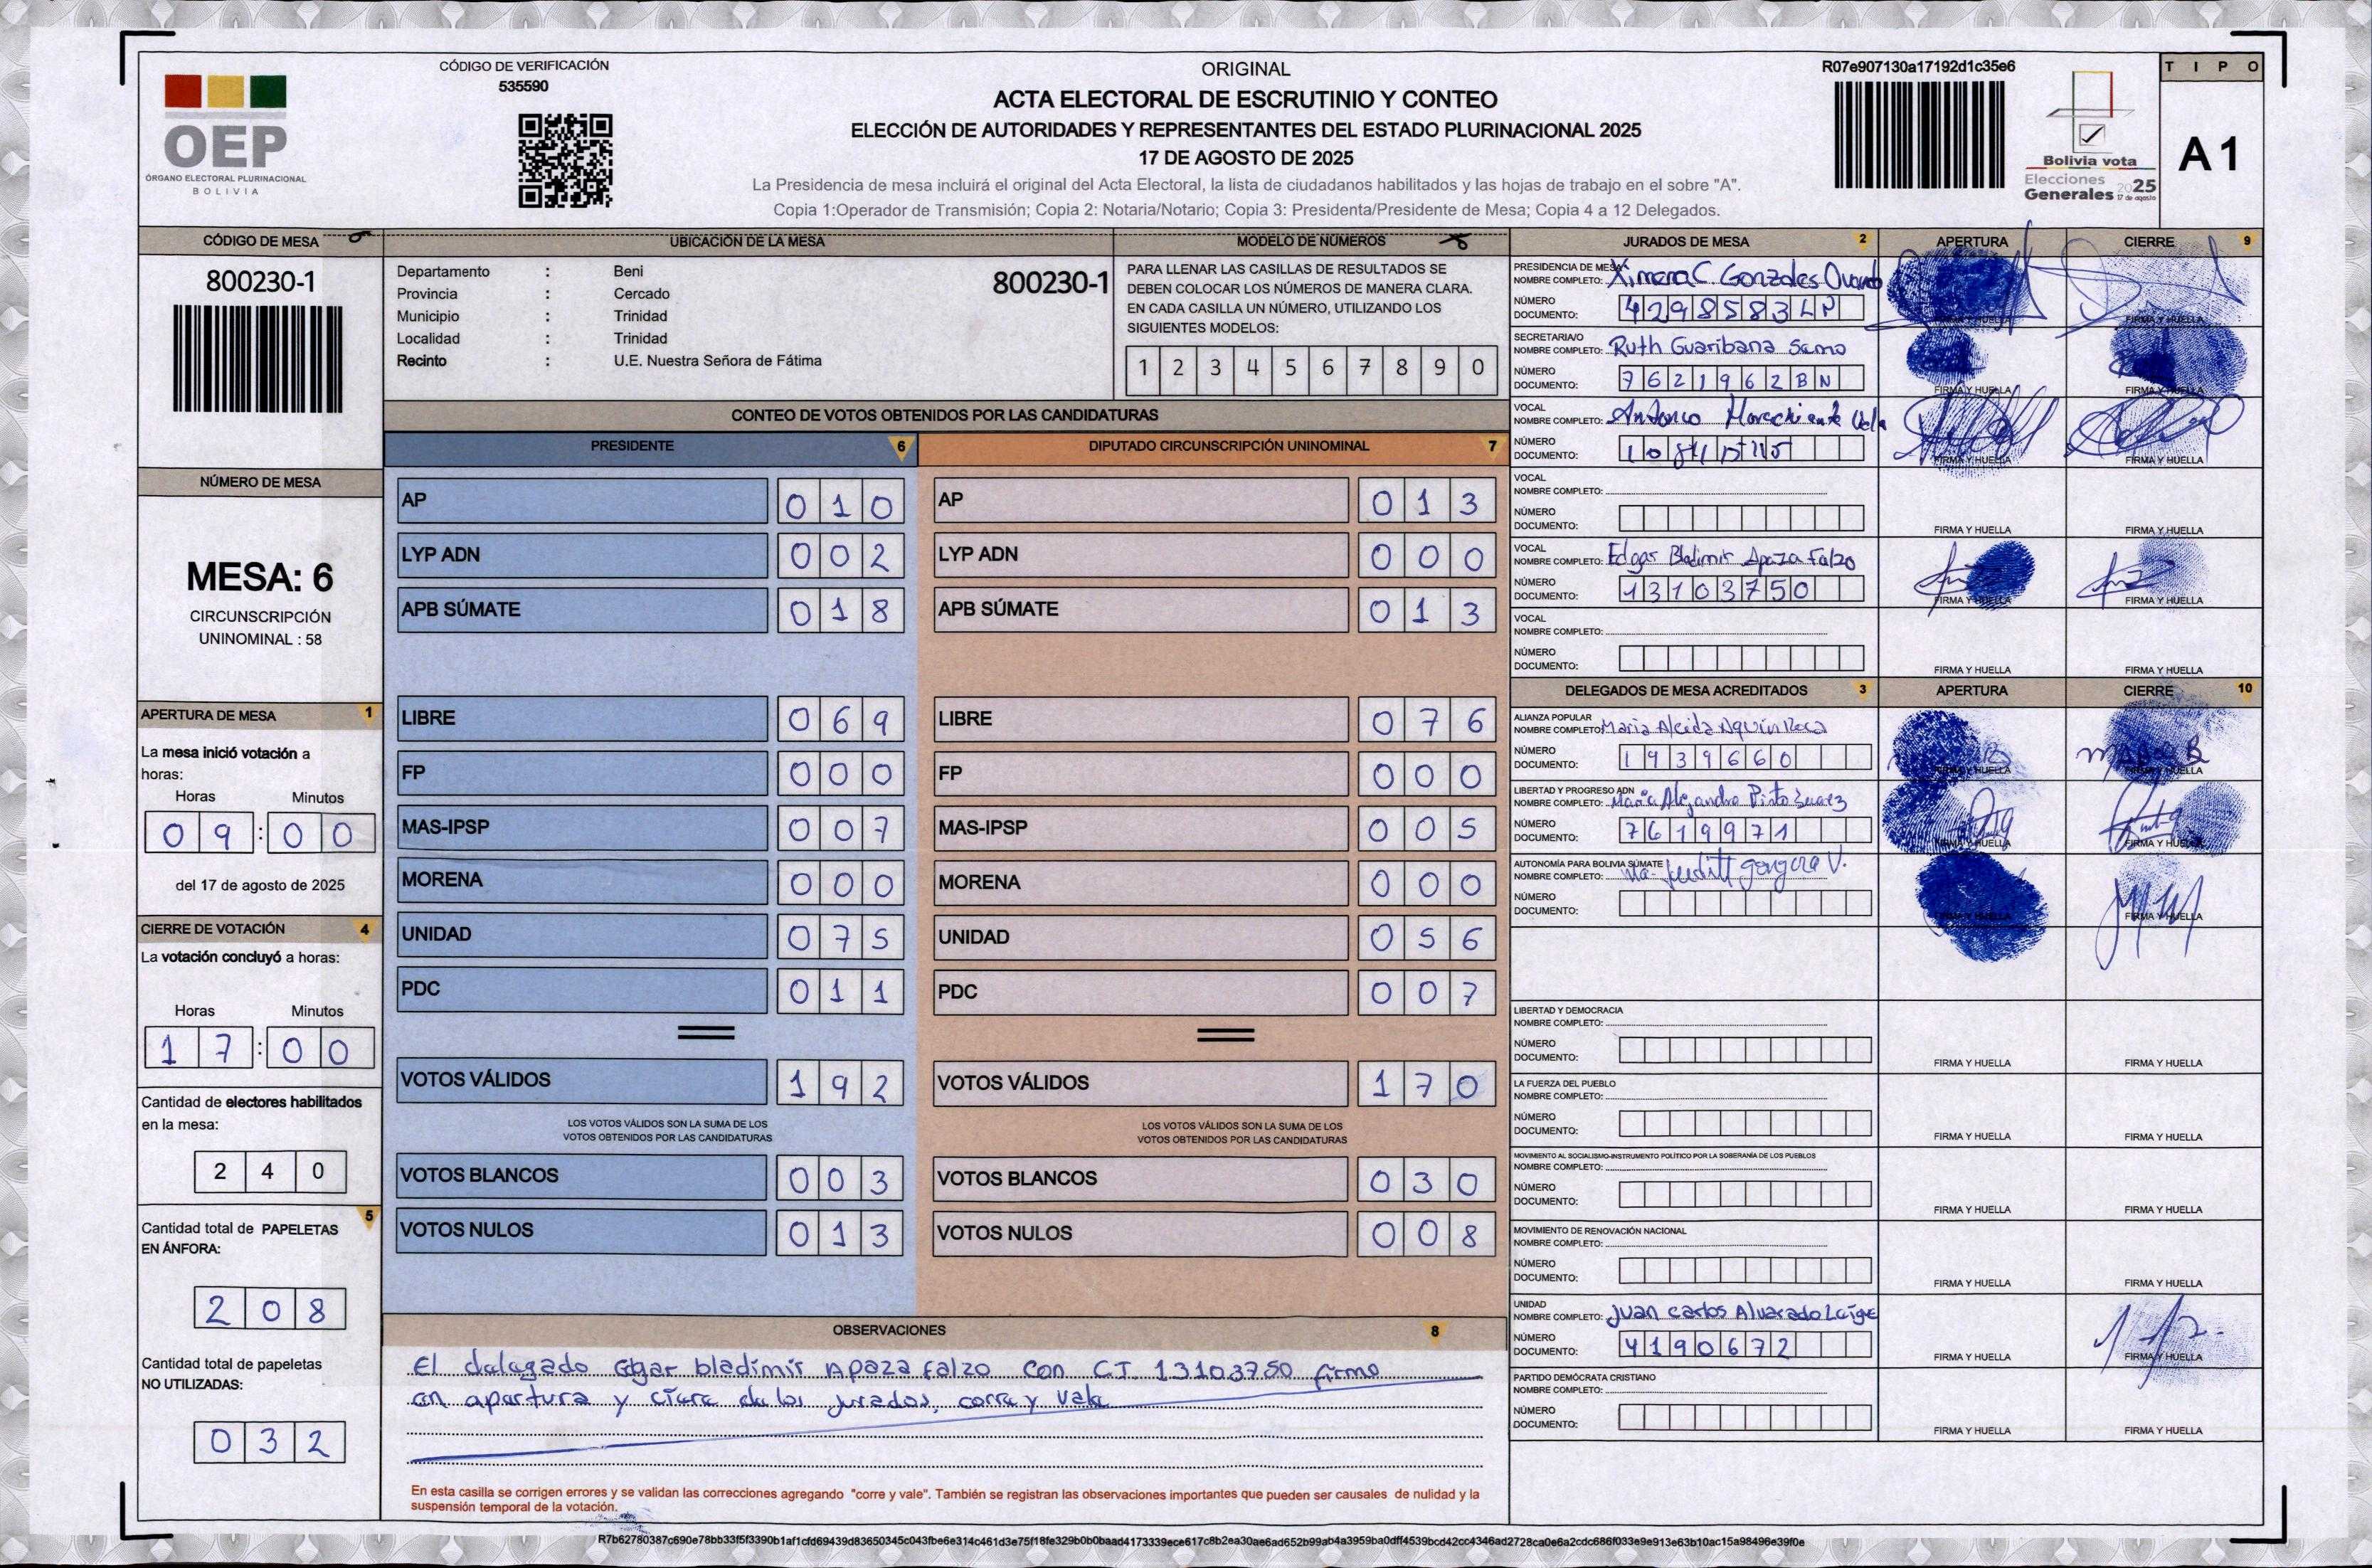 CÓDIGO DE VERIFICACIÓN
535590
OEP
ÓRGANO ELECTORAL PLURINACIONAL
BOLIVIA
ORIGINAL
ACTA ELECTORAL DE ESCRUTINIO Y CONTEO
ELECCIÓN DE AUTORIDADES Y REPRESENTANTES DEL ESTADO PLURINACIONAL 2025
17 DE AGOSTO DE 2025
La Presidencia de mesa incluirá el original del Acta Electoral, la lista de ciudadanos habilitados y las hojas de trabajo en el sobre "A".
Copia 1:Operador de Transmisión; Copia 2: Notaria/Notario; Copia 3: Presidenta/Presidente de Mesa; Copia 4 a 12 Delegados.
R07e907130a17192d1c35e6
Bolivia vota
Elecciones
Generales 2025
17 de agosto
TIPO
A1
CÓDIGO DE MESA
800230-1
UBICACIÓN DE LA MESA
Departamento : Beni
Provincia : Cercado
Municipio : Trinidad
Localidad : Trinidad
Recinto : U.E. Nuestra Señora de Fátima
800230-1
MODELO DE NÚMEROS
PARA LLENAR LAS CASILLAS DE RESULTADOS SE
DEBEN COLOCAR LOS NÚMEROS DE MANERA CLARA.
EN CADA CASILLA UN NÚMERO, UTILIZANDO LOS
SIGUIENTES MODELOS:
1 2 3 4 5 6 7 8 9 0
NÚMERO DE MESA
MESA: 6
CIRCUNSCRIPCIÓN
UNINOMINAL : 58
APERTURA DE MESA 1
La mesa inició votación a
horas:
Horas Minutos
09:00
del 17 de agosto de 2025
CIERRE DE VOTACIÓN 4
La votación concluyó a horas:
Horas Minutos
17:00
Cantidad de electores habilitados
en la mesa:
240
5
Cantidad total de PAPELETAS
EN ÁNFORA:
208
Cantidad total de papeletas
NO UTILIZADAS:
032
CONTEO DE VOTOS OBTENIDOS POR LAS CANDIDATURAS
PRESIDENTE 6
AP 010
LYP ADN 002
APB SÚMATE 018
LIBRE 069
FP 000
MAS-IPSP 007
MORENA 000
UNIDAD 075
PDC 011
VOTOS VÁLIDOS 192
LOS VOTOS VÁLIDOS SON LA SUMA DE LOS
VOTOS OBTENIDOS POR LAS CANDIDATURAS
VOTOS BLANCOS 003
VOTOS NULOS 013
DIPUTADO CIRCUNSCRIPCIÓN UNINOMINAL 7
AP 013
LYP ADN 000
APB SÚMATE 013
LIBRE 076
FP 000
MAS-IPSP 005
MORENA 000
UNIDAD 056
PDC 007
VOTOS VÁLIDOS 170
LOS VOTOS VÁLIDOS SON LA SUMA DE LOS
VOTOS OBTENIDOS POR LAS CANDIDATURAS
VOTOS BLANCOS 030
VOTOS NULOS 008
OBSERVACIONES 8
El delegado Edgar bladimir Apaza falzo con CI 13103750 firmo
en apertura y cierre de los jurados, corre y vale
En esta casilla se corrigen errores y se validan las correcciones agregando "corre y vale". También se registran las observaciones importantes que pueden ser causales de nulidad y la
suspensión temporal de la votación.
JURADOS DE MESA 2 APERTURA CIERRE 9
PRESIDENCIA DE MESA
NOMBRE COMPLETO: Ximena C. Gonzales
NÚMERO
DOCUMENTO: 4298583LP
FIRMA Y HUELLA FIRMA Y HUELLA
SECRETARIA/O
NOMBRE COMPLETO: Ruth Guaribana
NÚMERO
DOCUMENTO: 7621962BN
FIRMA Y HUELLA FIRMA Y HUELLA
VOCAL
NOMBRE COMPLETO: Antonio
NÚMERO
DOCUMENTO:
FIRMA Y HUELLA FIRMA Y HUELLA
VOCAL
NOMBRE COMPLETO:
NÚMERO
DOCUMENTO:
FIRMA Y HUELLA FIRMA Y HUELLA
VOCAL
NOMBRE COMPLETO: Edgar Bladimir Apaza Falzo
NÚMERO
DOCUMENTO: 13103750
FIRMA Y HUELLA FIRMA Y HUELLA
VOCAL
NOMBRE COMPLETO:
NÚMERO
DOCUMENTO:
FIRMA Y HUELLA FIRMA Y HUELLA
DELEGADOS DE MESA ACREDITADOS 3 APERTURA CIERRE 10
ALIANZA POPULAR
NOMBRE COMPLETO: Maria Alcida Roca
NÚMERO
DOCUMENTO: 1939660
FIRMA Y HUELLA FIRMA Y HUELLA
LIBERTAD Y PROGRESO ADN
NOMBRE COMPLETO: Maria Alejandra Pinto Suarez
NÚMERO
DOCUMENTO: 7619971
FIRMA Y HUELLA FIRMA Y HUELLA
AUTONOMÍA PARA BOLIVIA SÚMATE
NOMBRE COMPLETO: V.
NÚMERO
DOCUMENTO:
FIRMA Y HUELLA FIRMA Y HUELLA
LIBERTAD Y DEMOCRACIA
NOMBRE COMPLETO:
NÚMERO
DOCUMENTO:
FIRMA Y HUELLA FIRMA Y HUELLA
LA FUERZA DEL PUEBLO
NOMBRE COMPLETO:
NÚMERO
DOCUMENTO:
FIRMA Y HUELLA FIRMA Y HUELLA
MOVIMIENTO AL SOCIALISMO-INSTRUMENTO POLÍTICO POR LA SOBERANÍA DE LOS PUEBLOS
NOMBRE COMPLETO:
NÚMERO
DOCUMENTO:
FIRMA Y HUELLA FIRMA Y HUELLA
MOVIMIENTO DE RENOVACIÓN NACIONAL
NOMBRE COMPLETO:
NÚMERO
DOCUMENTO:
FIRMA Y HUELLA FIRMA Y HUELLA
UNIDAD
NOMBRE COMPLETO: Juan Carlos Alvarado
NÚMERO
DOCUMENTO: 4190672
FIRMA Y HUELLA FIRMA Y HUELLA
PARTIDO DEMÓCRATA CRISTIANO
NOMBRE COMPLETO:
NÚMERO
DOCUMENTO:
FIRMA Y HUELLA FIRMA Y HUELLA